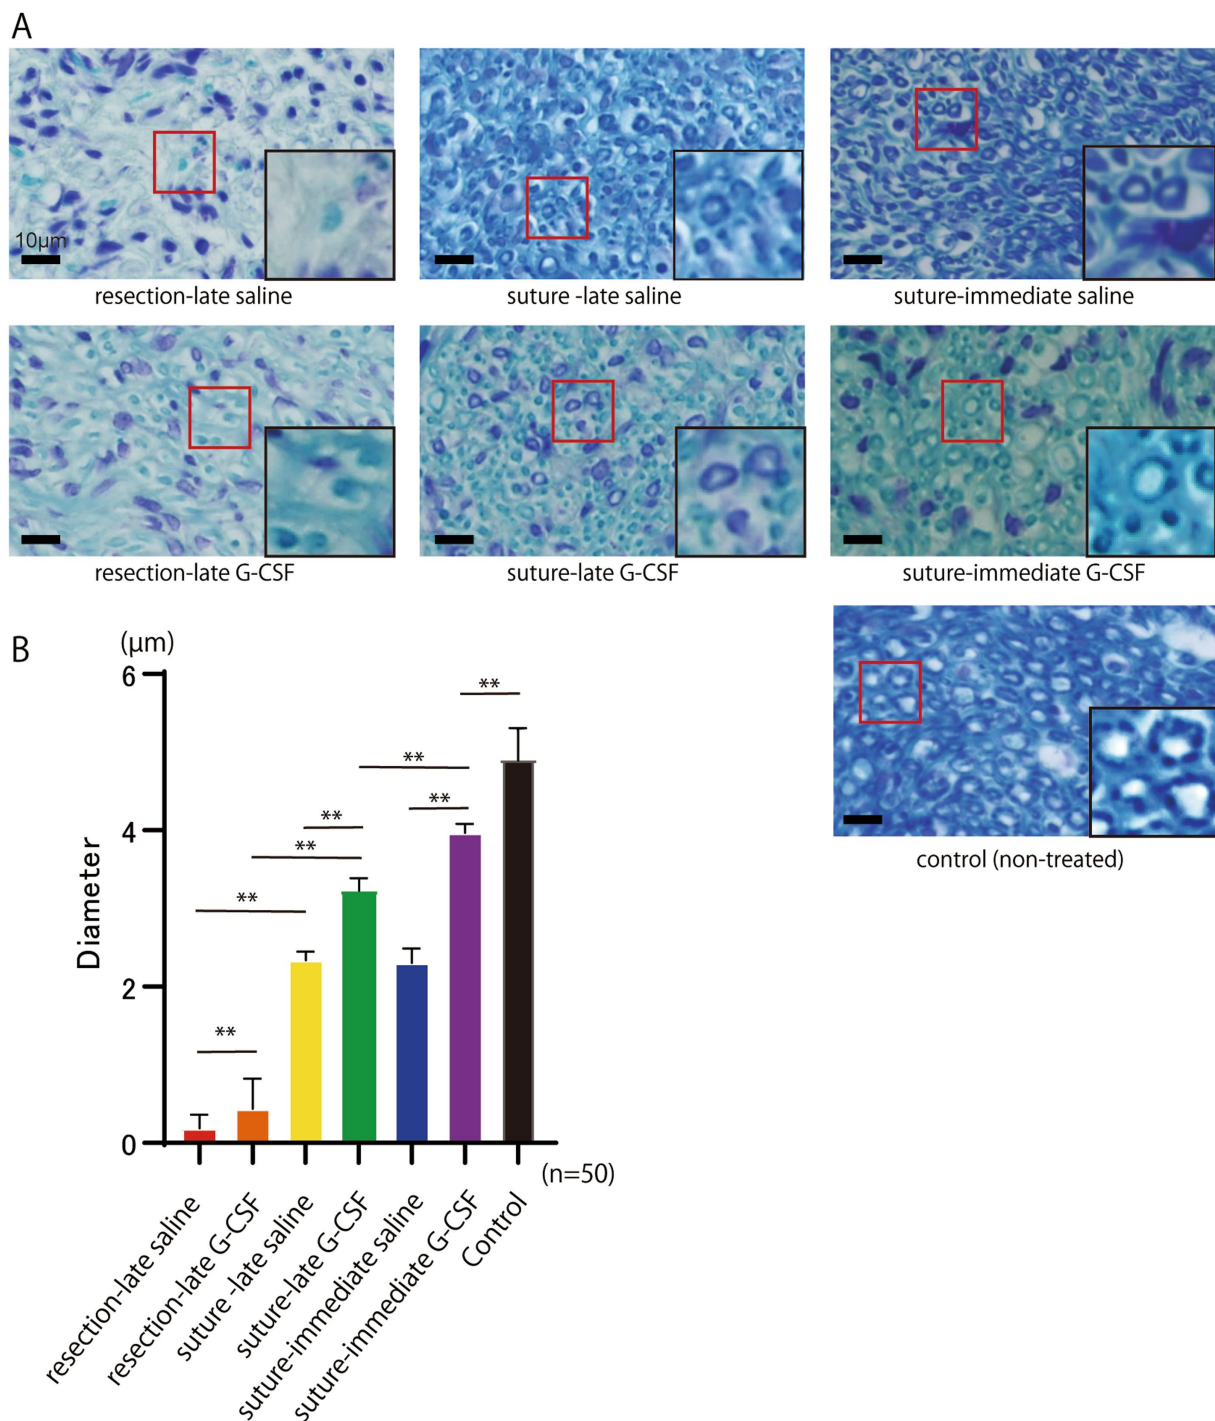 A
10µm
resection-late saline
suture -late saline
suture-immediate saline
resection-late G-CSF
suture-late G-CSF
suture-immediate G-CSF
control (non-treated)
B
(µm)
6
4
2
0
Diameter
**
**
**
**
**
**
**
(n=50)
resection-late saline
resection-late G-CSF
suture -late saline
suture-late G-CSF
suture-immediate saline
suture-immediate G-CSF
Control